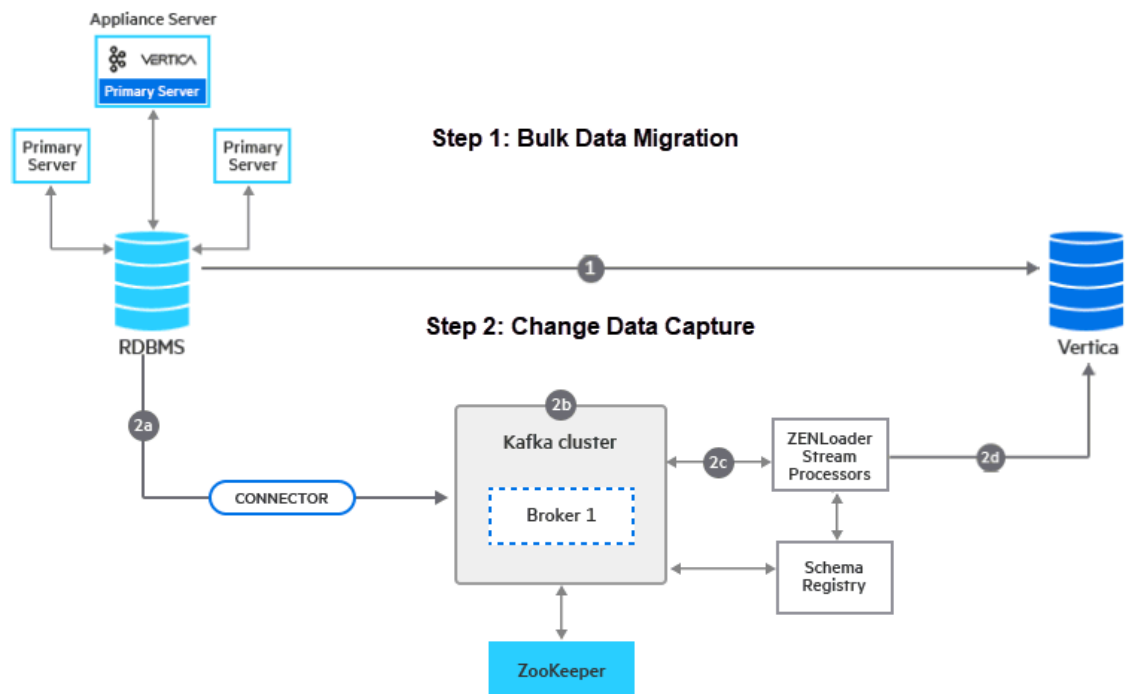 Appliance Server
VERTICA
Primary Server
Primary
Server
Primary
Server
Step 1: Bulk Data Migration
1
RDBMS
Vertica
Step 2: Change Data Capture
2a
2b
Kafka cluster
Broker 1
2c
ZENLoader
Stream
Processors
2d
CONNECTOR
Schema
Registry
ZooKeeper